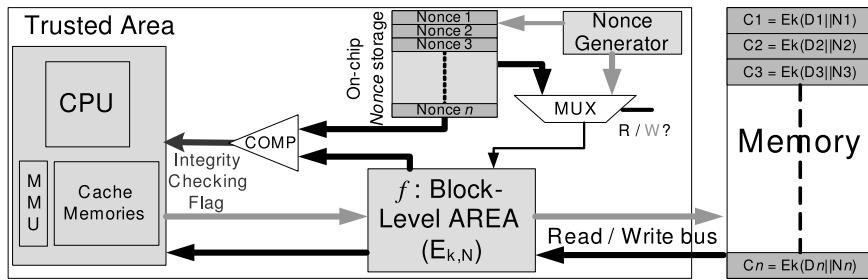 Trusted Area
CPU
M
M
U
Cache
Memories
Integrity
Checking
Flag
COMP
On-chip
Nonce storage
Nonce 1
Nonce 2
Nonce 3
Nonce n
Nonce
Generator
MUX
R / W?
f : Block-
Level AREA
(Ek,N)
Read / Write bus
C1 = Ek(D1||N1)
C2 = Ek(D2||N2)
C3 = Ek(D3||N3)
Memory
Cn = Ek(Dn||Nn)